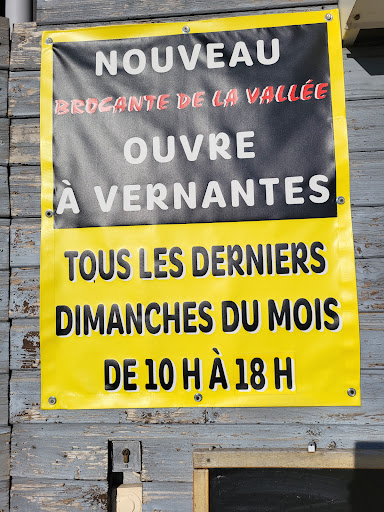 NOUVEAU
BROCANTE DE LA VALLÉE
OUVRE
À VERNANTES
TOUS LES DERNIERS
DIMANCHES DU MOIS
DE 10 H À 18 H